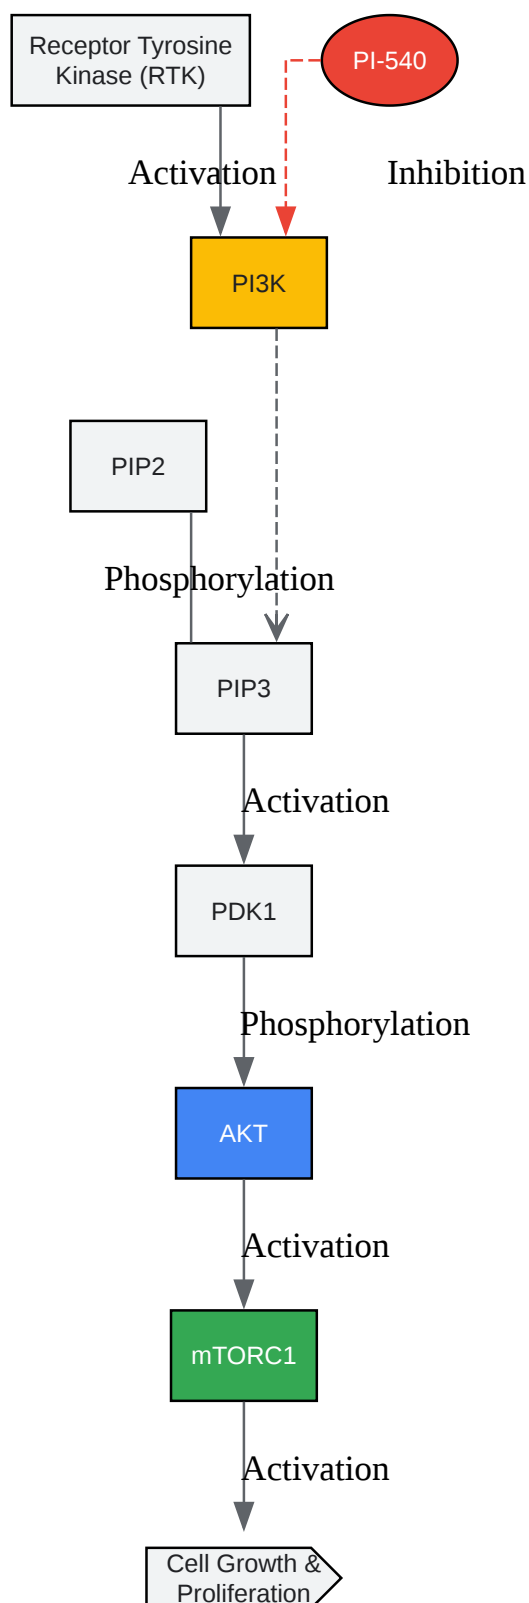 Receptor Tyrosine
Kinase (RTK)
PI-540
Activation
Inhibition
PI3K
PIP2
Phosphorylation
PIP3
Activation
PDK1
Phosphorylation
AKT
Activation
mTORC1
Activation
Cell Growth &
Proliferation